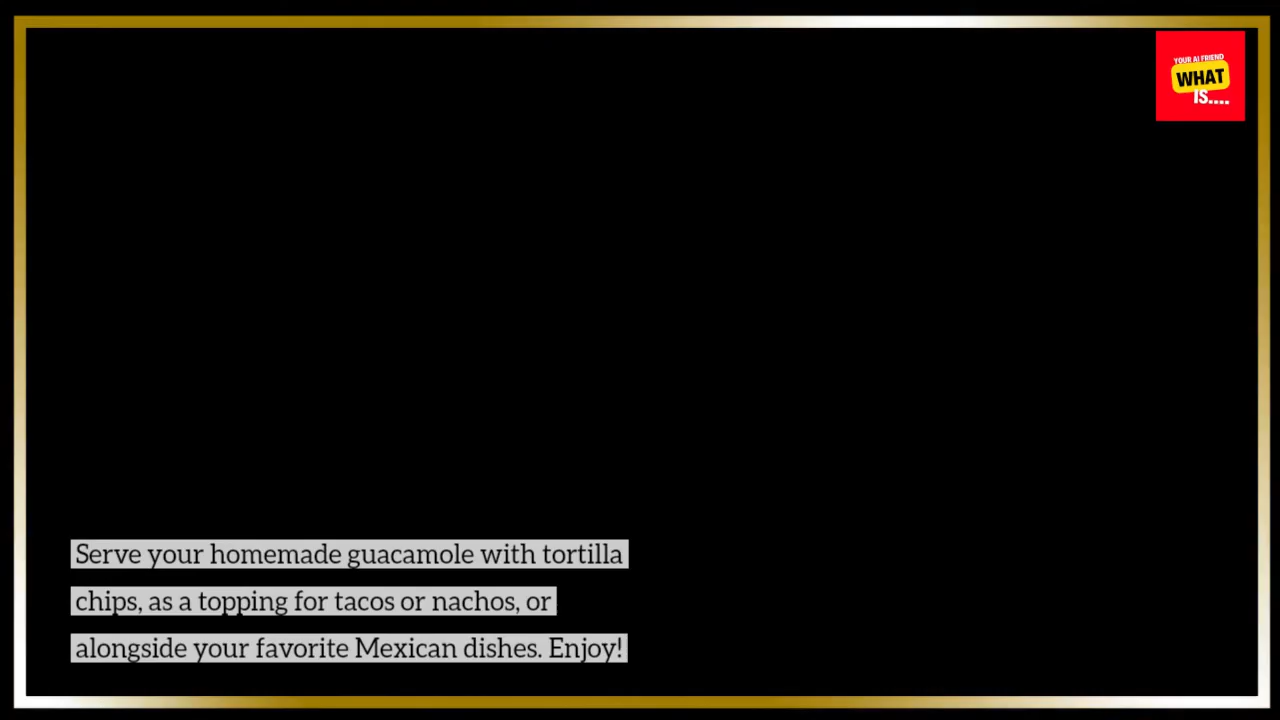 YOUR AI FRIEND
WHAT
IS....
Serve your homemade guacamole with tortilla
chips, as a topping for tacos or nachos, or
alongside your favorite Mexican dishes. Enjoy!